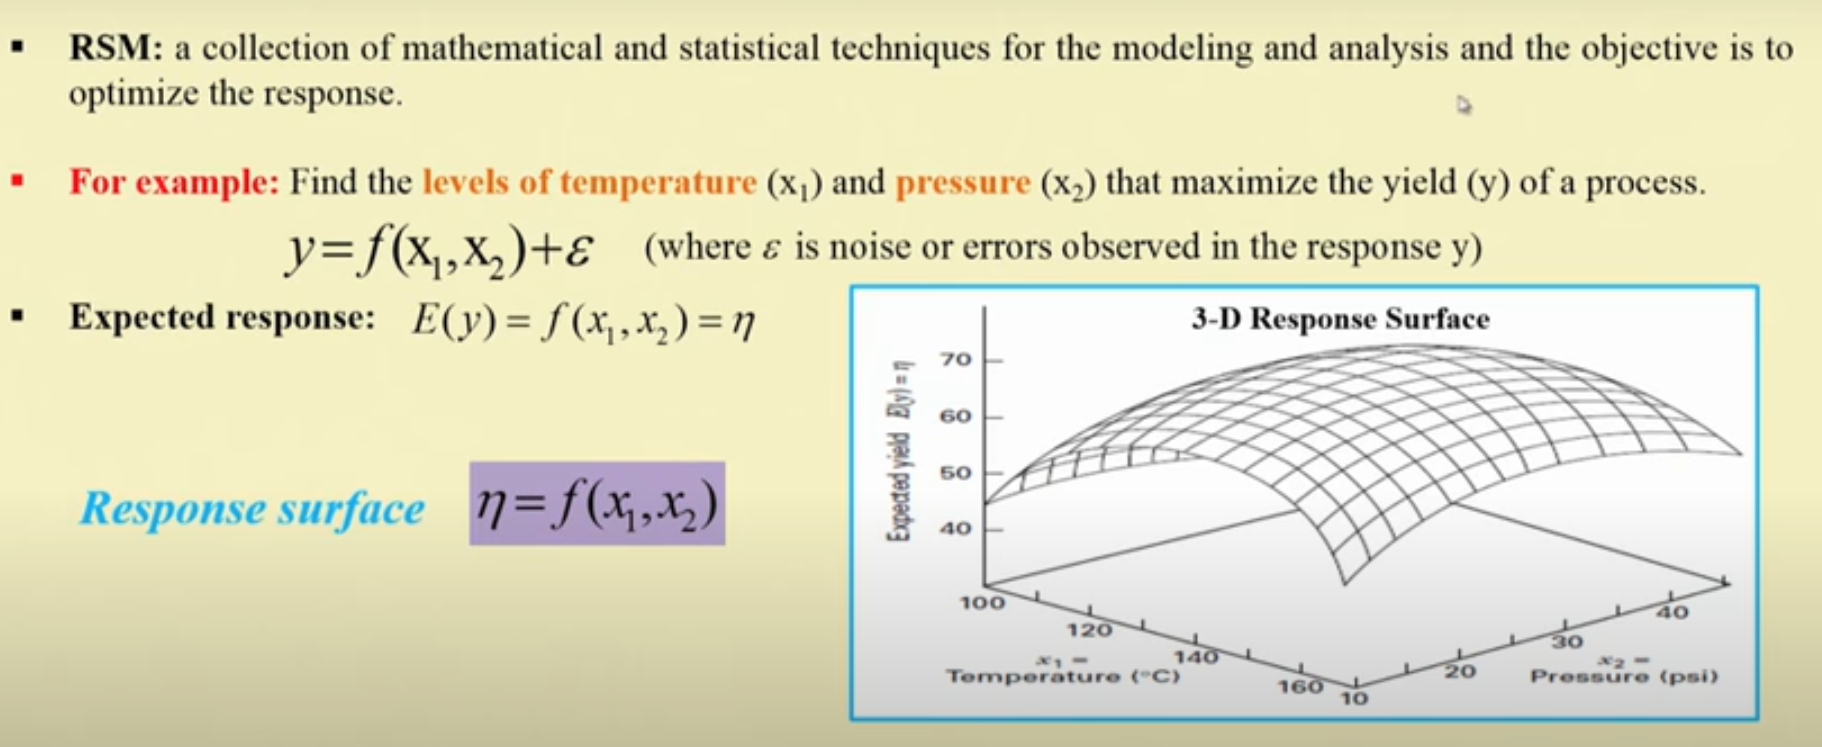 ▪ RSM: a collection of mathematical and statistical techniques for the modeling and analysis and the objective is to
optimize the response.
▪ For example: Find the levels of temperature (x₁) and pressure (x₂) that maximize the yield (y) of a process.
y=f(x₁,x₂)+ε (where ε is noise or errors observed in the response y)
▪ Expected response: E(y) = f(x₁,x₂) = η
Response surface η=f(x₁,x₂)
3-D Response Surface
Expected yield E(y) = η
70
60
50
40
100
120
140
160
x₁ =
Temperature (°C)
10
20
30
40
x₂ =
Pressure (psi)